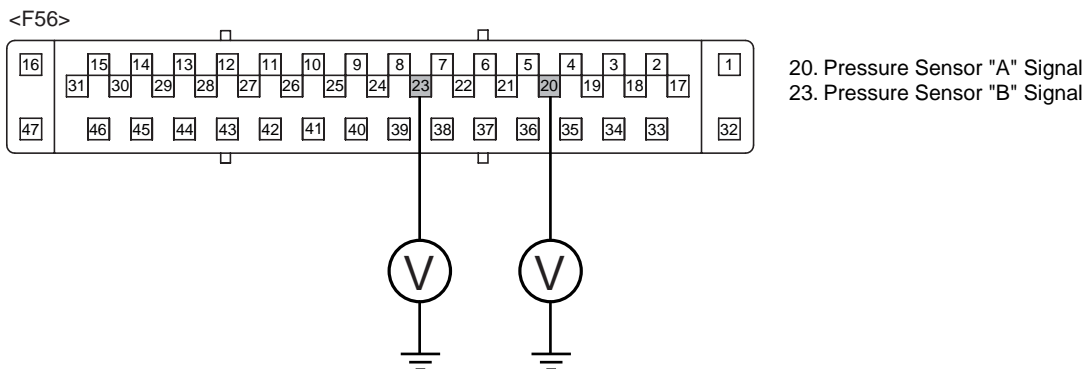 <F56>
16 15 14 13 12 11 10 9 8 7 6 5 4 3 2 1
31 30 29 28 27 26 25 24 23 22 21 20 19 18 17
47 46 45 44 43 42 41 40 39 38 37 36 35 34 33 32
20. Pressure Sensor "A" Signal
23. Pressure Sensor "B" Signal
V V